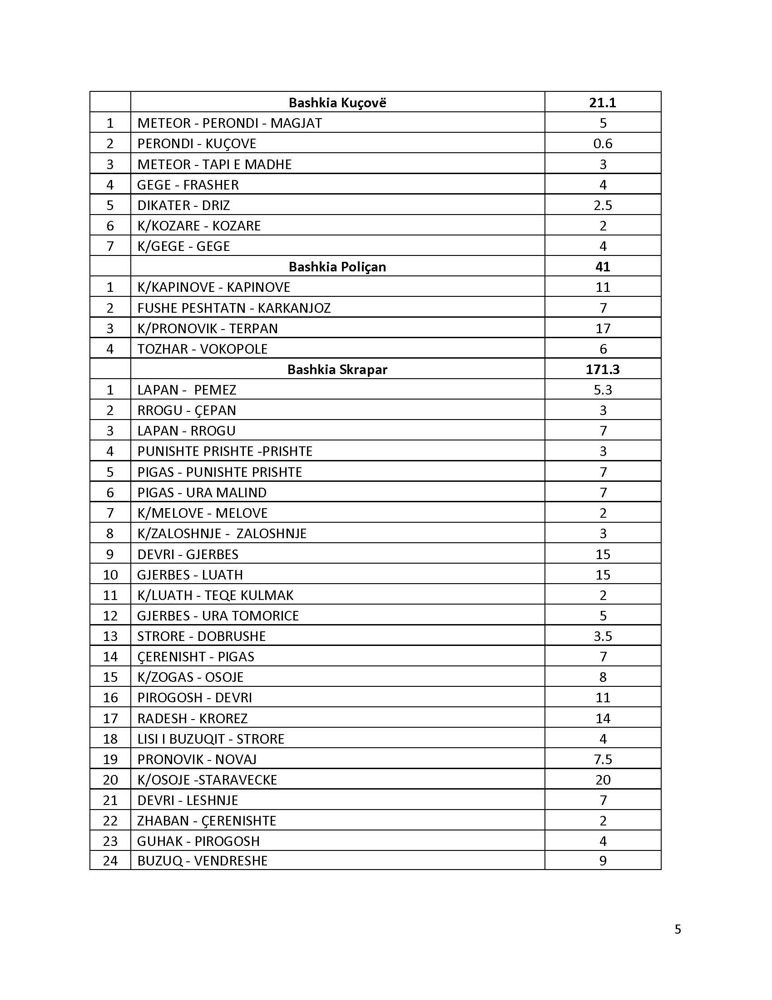 Bashkia Kuçovë 21.1
1 METEOR - PERONDI - MAGJAT 5
2 PERONDI - KUÇOVE 0.6
3 METEOR - TAPI E MADHE 3
4 GEGE - FRASHER 4
5 DIKATER - DRIZ 2.5
6 K/KOZARE - KOZARE 2
7 K/GEGE - GEGE 4
Bashkia Poliçan 41
1 K/KAPINOVE - KAPINOVE 11
2 FUSHE PESHTATN - KARKANJOZ 7
3 K/PRONOVIK - TERPAN 17
4 TOZHAR - VOKOPOLE 6
Bashkia Skrapar 171.3
1 LAPAN -  PEMEZ 5.3
2 RROGU - ÇEPAN 3
3 LAPAN - RROGU 7
4 PUNISHTE PRISHTE -PRISHTE 3
5 PIGAS - PUNISHTE PRISHTE 7
6 PIGAS - URA MALIND 7
7 K/MELOVE - MELOVE 2
8 K/ZALOSHNJE -  ZALOSHNJE 3
9 DEVRI - GJERBES 15
10 GJERBES - LUATH 15
11 K/LUATH - TEQE KULMAK 2
12 GJERBES - URA TOMORICE 5
13 STRORE - DOBRUSHE 3.5
14 ÇERENISHT - PIGAS 7
15 K/ZOGAS - OSOJE 8
16 PIROGOSH - DEVRI 11
17 RADESH - KROREZ 14
18 LISI I BUZUQIT - STRORE 4
19 PRONOVIK - NOVAJ 7.5
20 K/OSOJE -STARAVECKE 20
21 DEVRI - LESHNJE 7
22 ZHABAN - ÇERENISHTE 2
23 GUHAK - PIROGOSH 4
24 BUZUQ - VENDRESHE 9
5